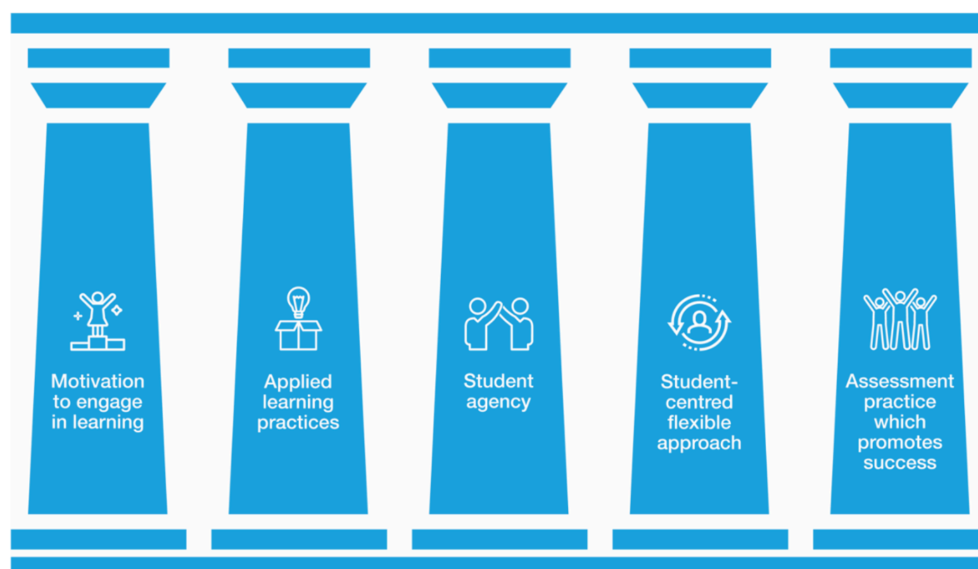 Motivation
to engage
in learning
Applied
learning
practices
Student
agency
Student-
centred
flexible
approach
Assessment
practice
which
promotes
success